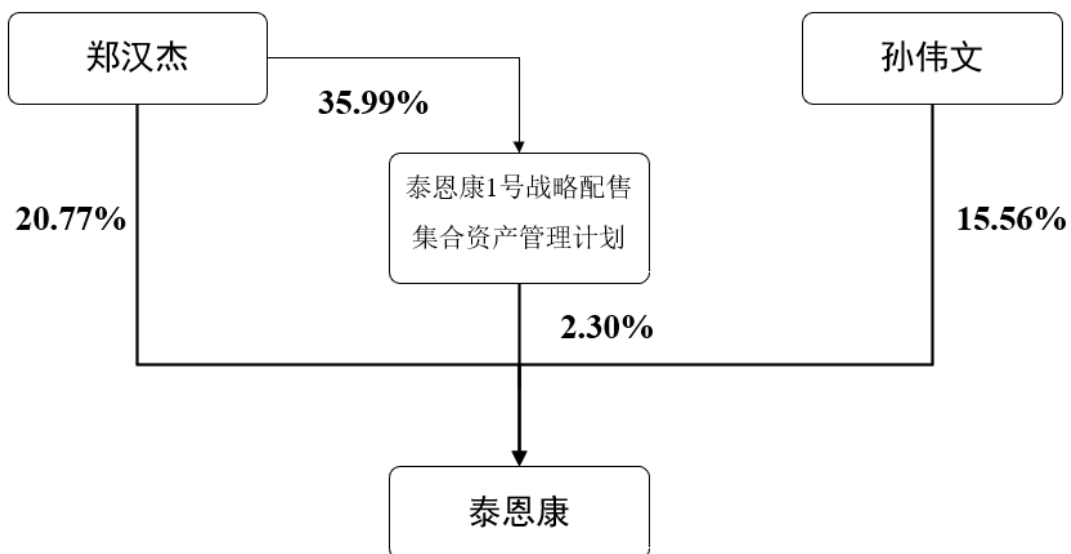 郑汉杰
孙伟文
35.99%
泰恩康1号战略配售
集合资产管理计划
20.77%
15.56%
2.30%
泰恩康